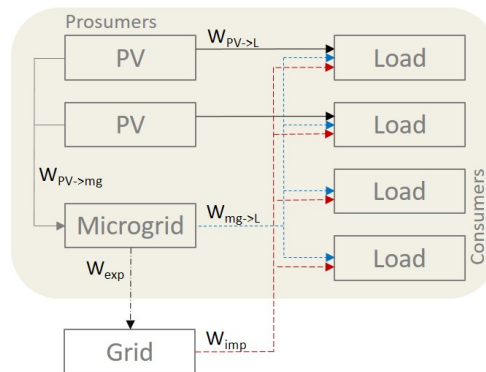 Prosumers
W_PV->L
PV
Load
PV
Load
W_PV->mg
Load
Microgrid
W_mg->L
Consumers
Load
W_exp
Grid
W_imp